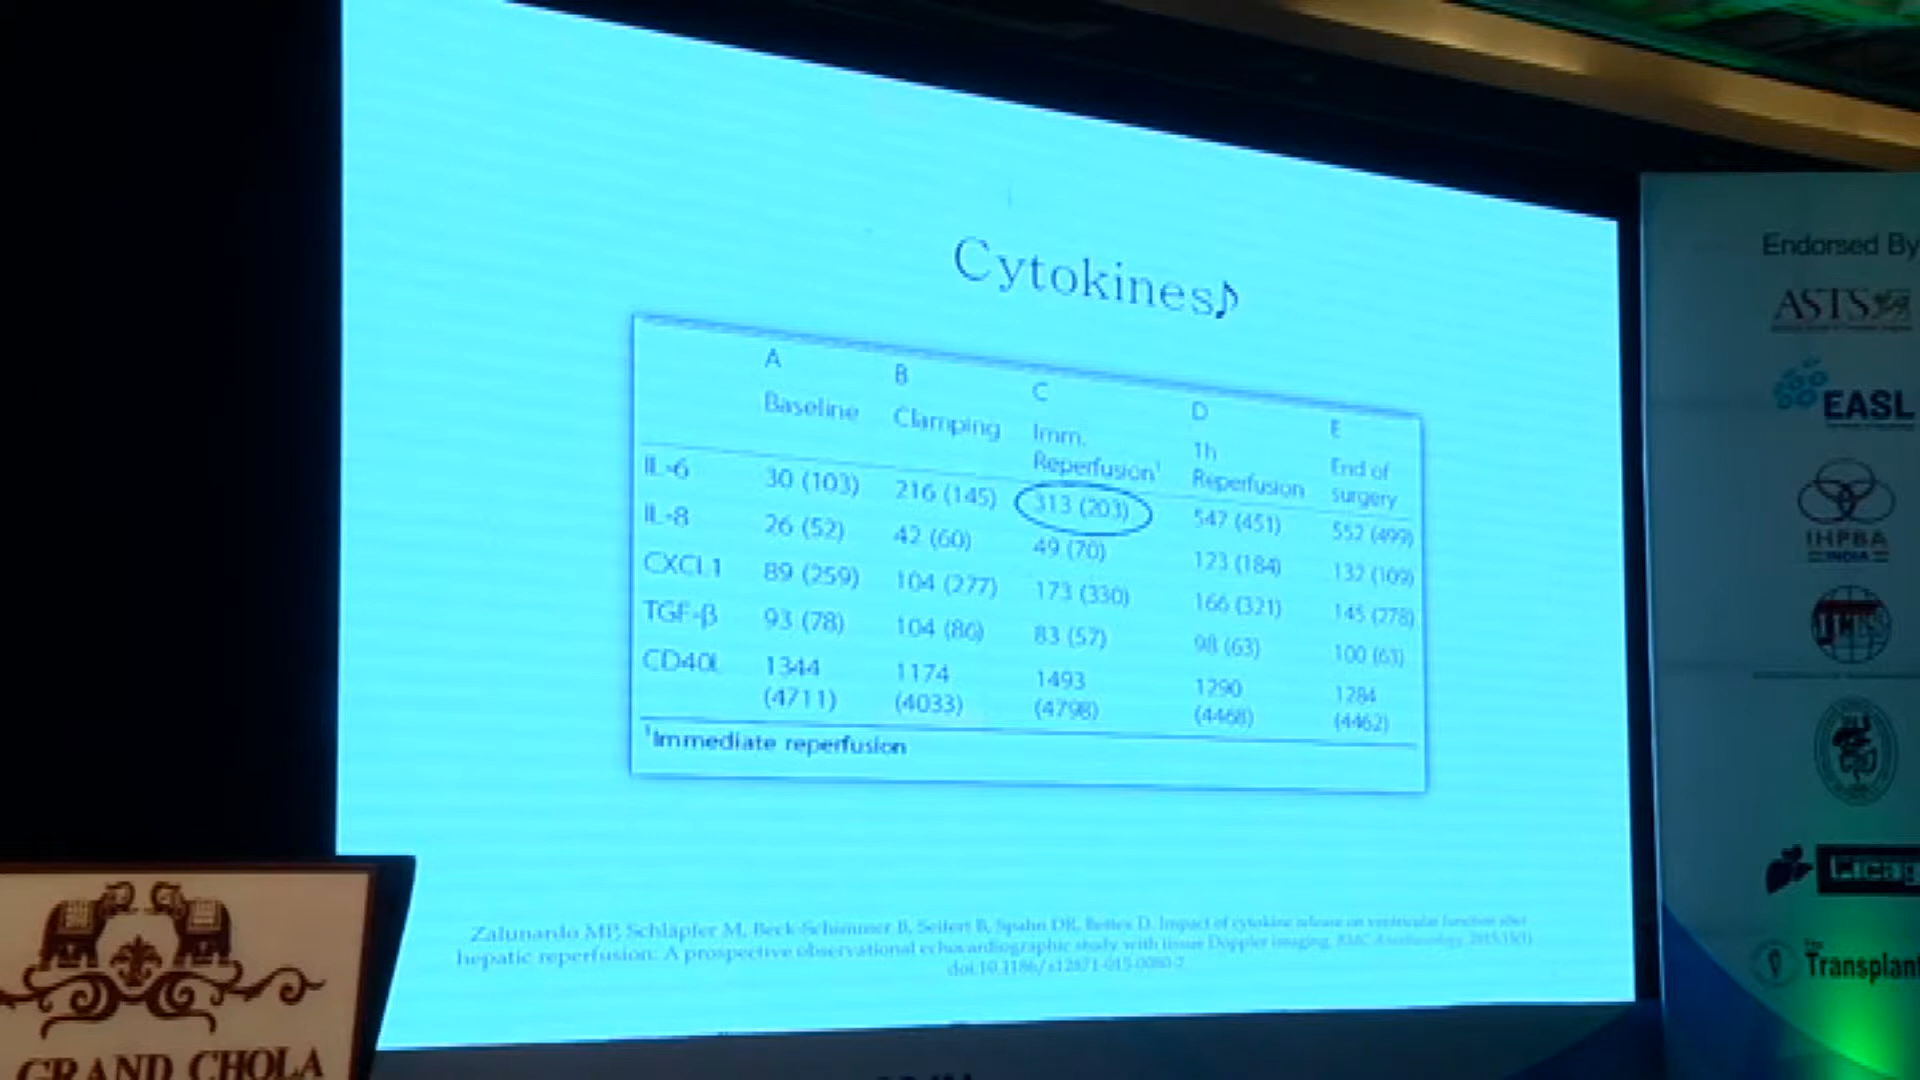 Cytokines♪
A B C D E
Baseline Clamping Imm. Reperfusion¹ 1h Reperfusion End of surgery
IL-6 30 (103) 216 (145) 313 (203) 547 (451) 552 (499)
IL-8 26 (52) 42 (60) 49 (70) 123 (184) 132 (109)
CXCL1 89 (259) 104 (277) 173 (330) 166 (321) 145 (278)
TGF-β 93 (78) 104 (86) 83 (57) 98 (63) 100 (63)
CD40L 1344 (4711) 1174 (4033) 1493 (4798) 1290 (4468) 1284 (4462)
¹Immediate reperfusion
Zalunardo MP, Schläpfer M, Beck-Schimmer B, Seifert B, Spahn DR, Bettex D. Impact of cytokine release on ventricular function after
hepatic reperfusion: A prospective observational echocardiographic study with tissue Doppler imaging. BMC Anesthesiology. 2015;15(1).
doi:10.1186/s12871-015-0080-7
Endorsed By
ASTS
EASL
IHPBA
INDIA
Transplant
GRAND CHOLA